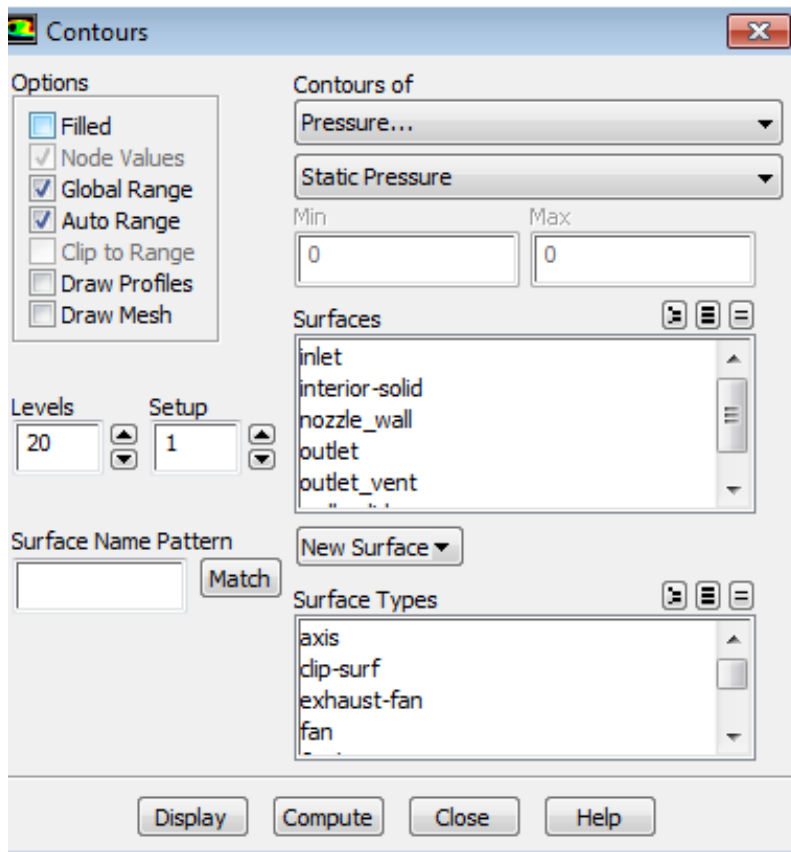 Contours
Options
Filled
Node Values
Global Range
Auto Range
Clip to Range
Draw Profiles
Draw Mesh
Levels Setup
20 1
Surface Name Pattern
Match
Contours of
Pressure...
Static Pressure
Min Max
0 0
Surfaces
inlet
interior-solid
nozzle_wall
outlet
outlet_vent
New Surface
Surface Types
axis
clip-surf
exhaust-fan
fan
Display Compute Close Help